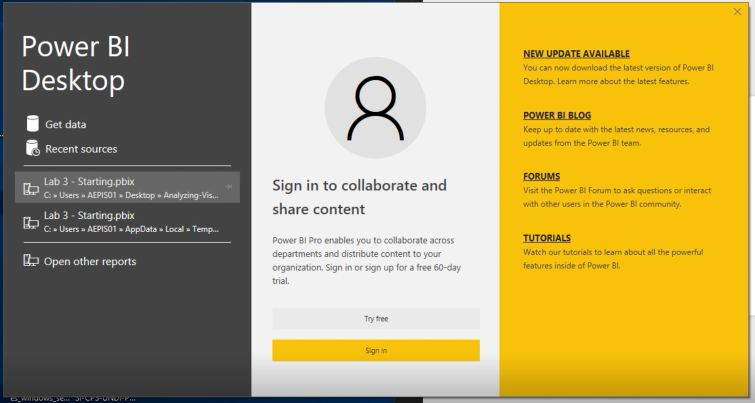 Power BI
Desktop
Get data
Recent sources
Lab 3 - Starting.pbix
C: » Users » AEPIS01 » Desktop » Analyzing-Vis...
Lab 3 - Starting.pbix
C: » Users » AEPIS01 » AppData » Local » Temp...
Open other reports
Sign in to collaborate and
share content
Power BI Pro enables you to collaborate across
departments and distribute content to your
organization. Sign in or sign up for a free 60-day
trial.
Try free
Sign in
NEW UPDATE AVAILABLE
You can now download the latest version of Power BI
Desktop. Learn more about the latest features.
POWER BI BLOG
Keep up to date with the latest news, resources, and
updates from the Power BI team.
FORUMS
Visit the Power BI Forum to ask questions or interact
with other users in the Power BI community.
TUTORIALS
Watch our tutorials to learn about all the powerful
features inside of Power BI.